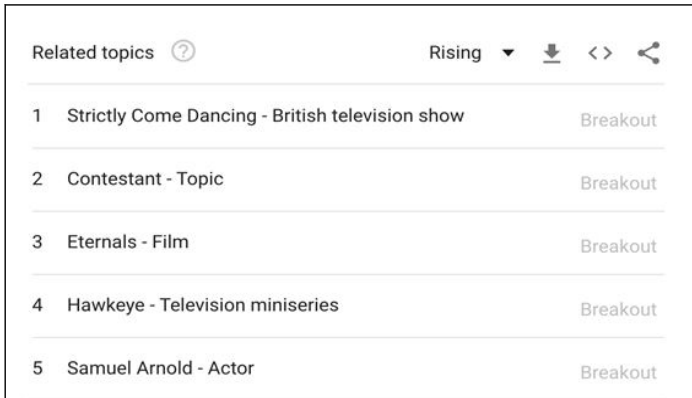 Related topics ? Rising
1 Strictly Come Dancing - British television show Breakout
2 Contestant - Topic Breakout
3 Eternals - Film Breakout
4 Hawkeye - Television miniseries Breakout
5 Samuel Arnold - Actor Breakout